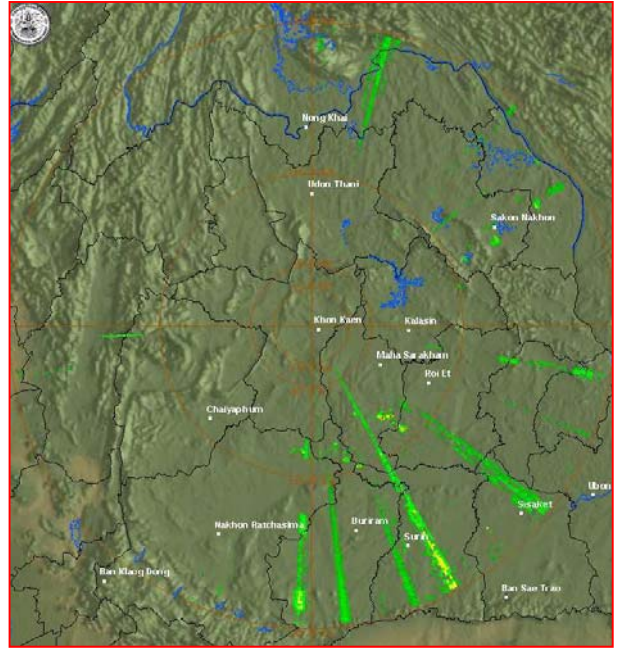 Nong Khai
Udon Thani
Sakon Nakhon
Khon Kaen
Kalasin
Maha Sarakham
Roi Et
Chaiyaphum
Ubon
Sisaket
Nakhon Ratchasima
Buriram
Surin
Ban Klang Dong
Ban Sae Trao